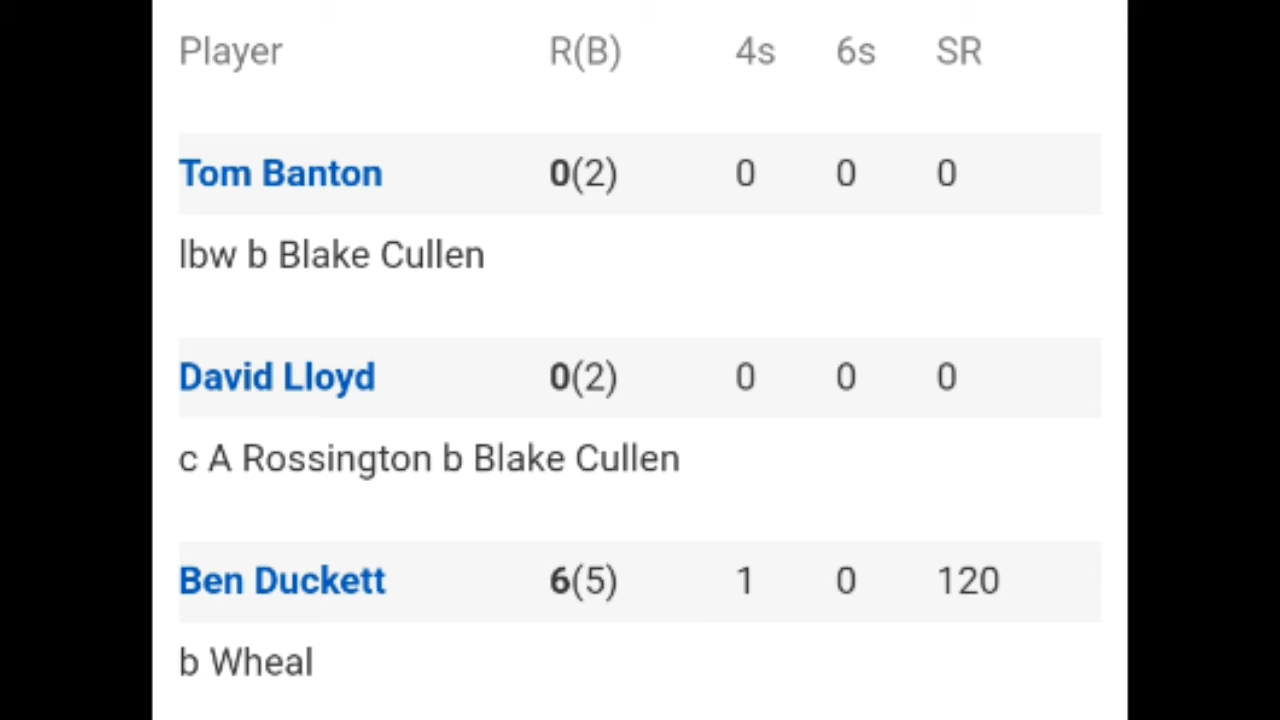 Player R(B) 4s 6s SR
Tom Banton 0(2) 0 0 0
lbw b Blake Cullen
David Lloyd 0(2) 0 0 0
c A Rossington b Blake Cullen
Ben Duckett 6(5) 1 0 120
b Wheal